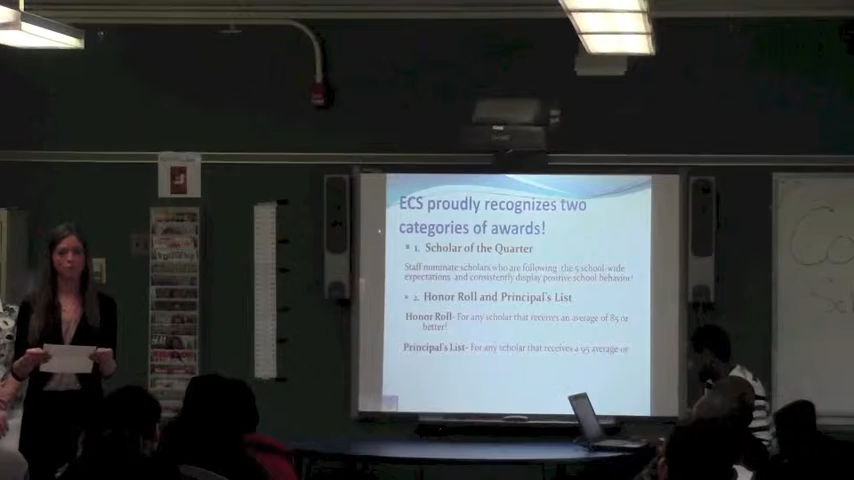 ECS proudly recognizes two
categories of awards!
1. Scholar of the Quarter
Staff nominate scholars who are following the 5 school-wide
expectations, and consistently display positive school behavior!
2. Honor Roll and Principal's List
Honor Roll- For any scholar that receives an average of 85 or
better!
Principal's List- For any scholar that receives a 95 average or